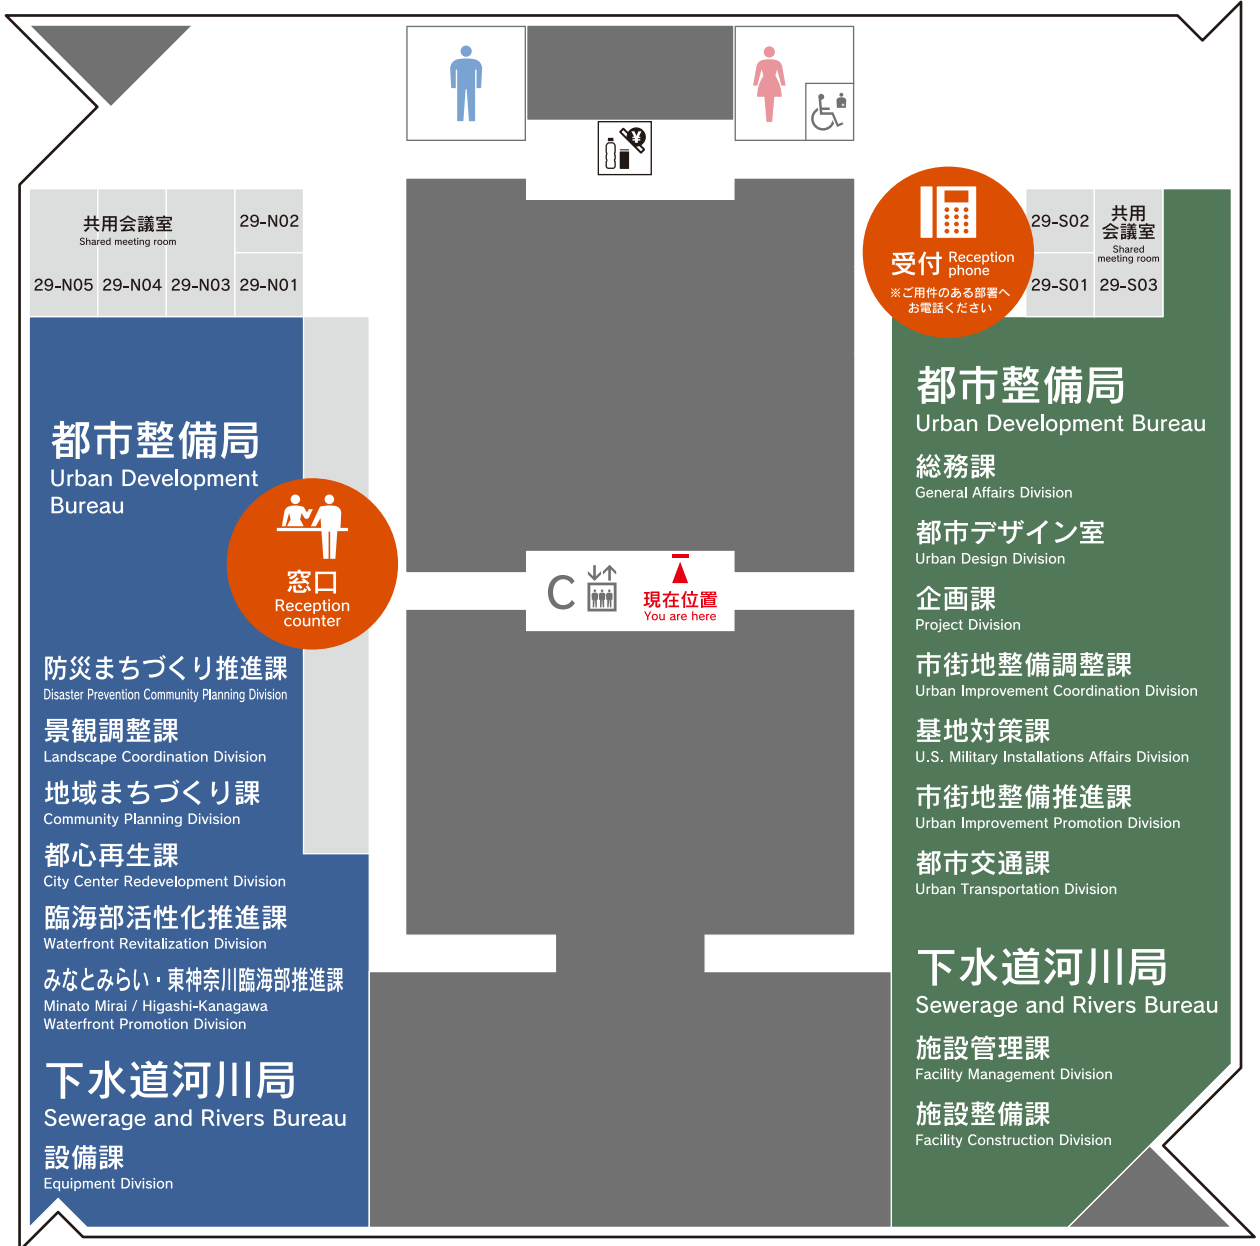 共用会議室
Shared meeting room
29-N02
29-N05
29-N04
29-N03
29-N01
受付 Reception phone
※ご用件のある部署へ
お電話ください
29-S02
共用
会議室
Shared
meeting room
29-S01
29-S03
都市整備局
Urban Development
Bureau
窓口
Reception
counter
防災まちづくり推進課
Disaster Prevention Community Planning Division
景観調整課
Landscape Coordination Division
地域まちづくり課
Community Planning Division
都心再生課
City Center Redevelopment Division
臨海部活性化推進課
Waterfront Revitalization Division
みなとみらい・東神奈川臨海部推進課
Minato Mirai / Higashi-Kanagawa
Waterfront Promotion Division
下水道河川局
Sewerage and Rivers Bureau
設備課
Equipment Division
¥
C
現在位置
You are here
都市整備局
Urban Development Bureau
総務課
General Affairs Division
都市デザイン室
Urban Design Division
企画課
Project Division
市街地整備調整課
Urban Improvement Coordination Division
基地対策課
U.S. Military Installations Affairs Division
市街地整備推進課
Urban Improvement Promotion Division
都市交通課
Urban Transportation Division
下水道河川局
Sewerage and Rivers Bureau
施設管理課
Facility Management Division
施設整備課
Facility Construction Division